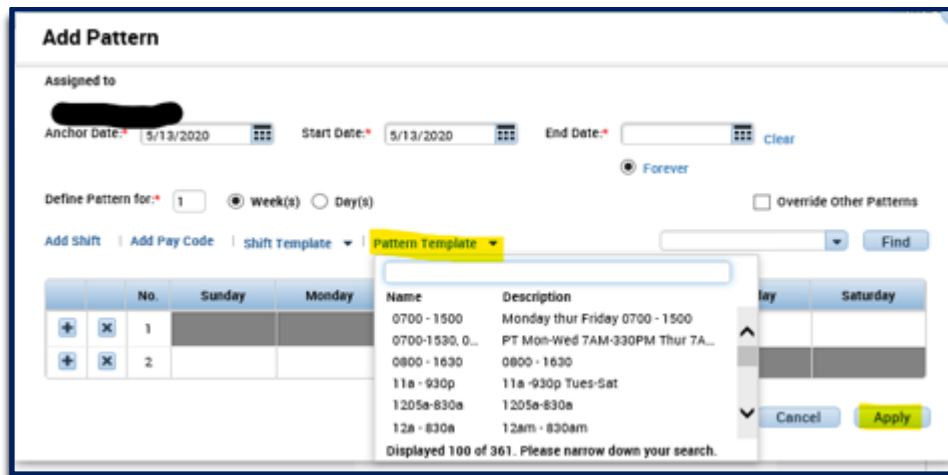 Add Pattern
Assigned to
Anchor Date:* 5/13/2020 Start Date:* 5/13/2020 End Date:* Clear
Forever
Define Pattern for:* 1 Week(s) Day(s) Override Other Patterns
Add Shift | Add Pay Code | Shift Template | Pattern Template Find
No. Sunday Monday day Saturday
Name Description
0700 - 1500 Monday thur Friday 0700 - 1500
0700-1530, 0... PT Mon-Wed 7AM-330PM Thur 7A...
0800 - 1630 0800 - 1630
11a - 930p 11a -930p Tues-Sat
1205a-830a 1205a-830a
12a - 830a 12am - 830am
Displayed 100 of 361. Please narrow down your search.
1
2
Cancel Apply